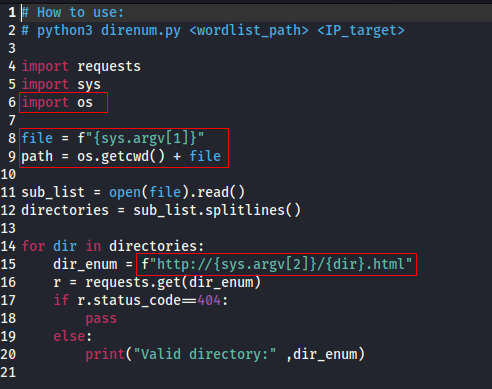 1 # How to use:
2 # python3 direnum.py <wordlist_path> <IP_target>
3
4 import requests
5 import sys
6 import os
7
8 file = f"{sys.argv[1]}"
9 path = os.getcwd() + file
10
11 sub_list = open(file).read()
12 directories = sub_list.splitlines()
13
14 for dir in directories:
15     dir_enum = f"http://{sys.argv[2]}/{dir}.html"
16     r = requests.get(dir_enum)
17     if r.status_code==404:
18         pass
19     else:
20         print("Valid directory:" ,dir_enum)
21